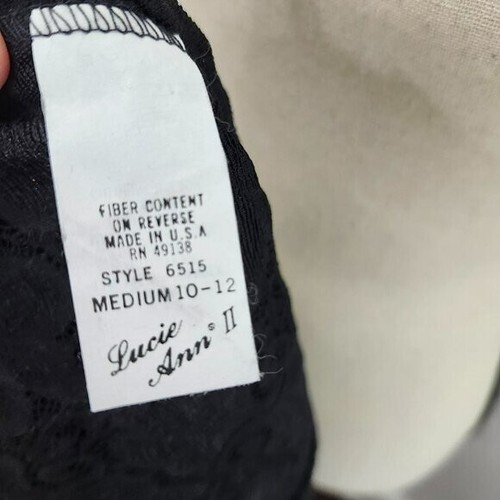 FIBER CONTENT
ON REVERSE
MADE IN U.S.A
RN 49138
STYLE 6515
MEDIUM 10-12
Lucie
Ann® II